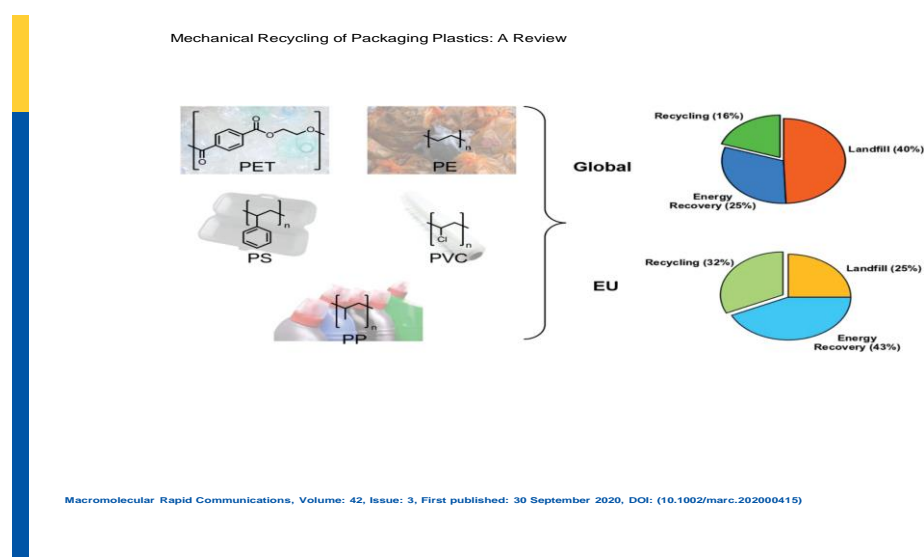 Mechanical Recycling of Packaging Plastics: A Review
O
O
O
O
n
PET
n
PE
n
PS
Cl
n
PVC
n
PP
Global
Recycling (16%)
Landfill (40%)
Energy
Recovery (25%)
EU
Recycling (32%)
Landfill (25%)
Energy
Recovery (43%)
Macromolecular Rapid Communications, Volume: 42, Issue: 3, First published: 30 September 2020, DOI: (10.1002/marc.202000415)